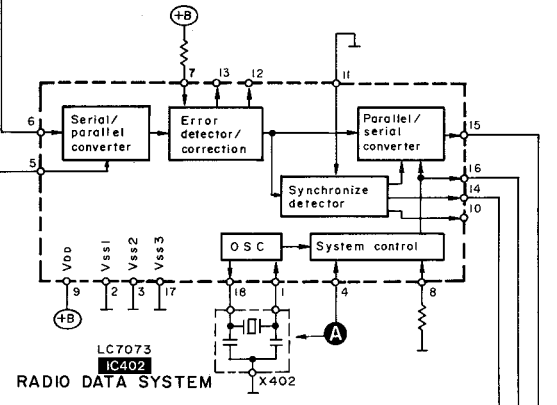 +B
7
13
12
11
6
Serial/
parallel
converter
Error
detector/
correction
Parallel/
serial
converter
15
5
16
14
10
Synchronize
detector
VDD
Vss1
Vss2
Vss3
OSC
System control
9
2
3
17
18
1
4
8
+B
A
LC7073
IC402
RADIO DATA SYSTEM
X402